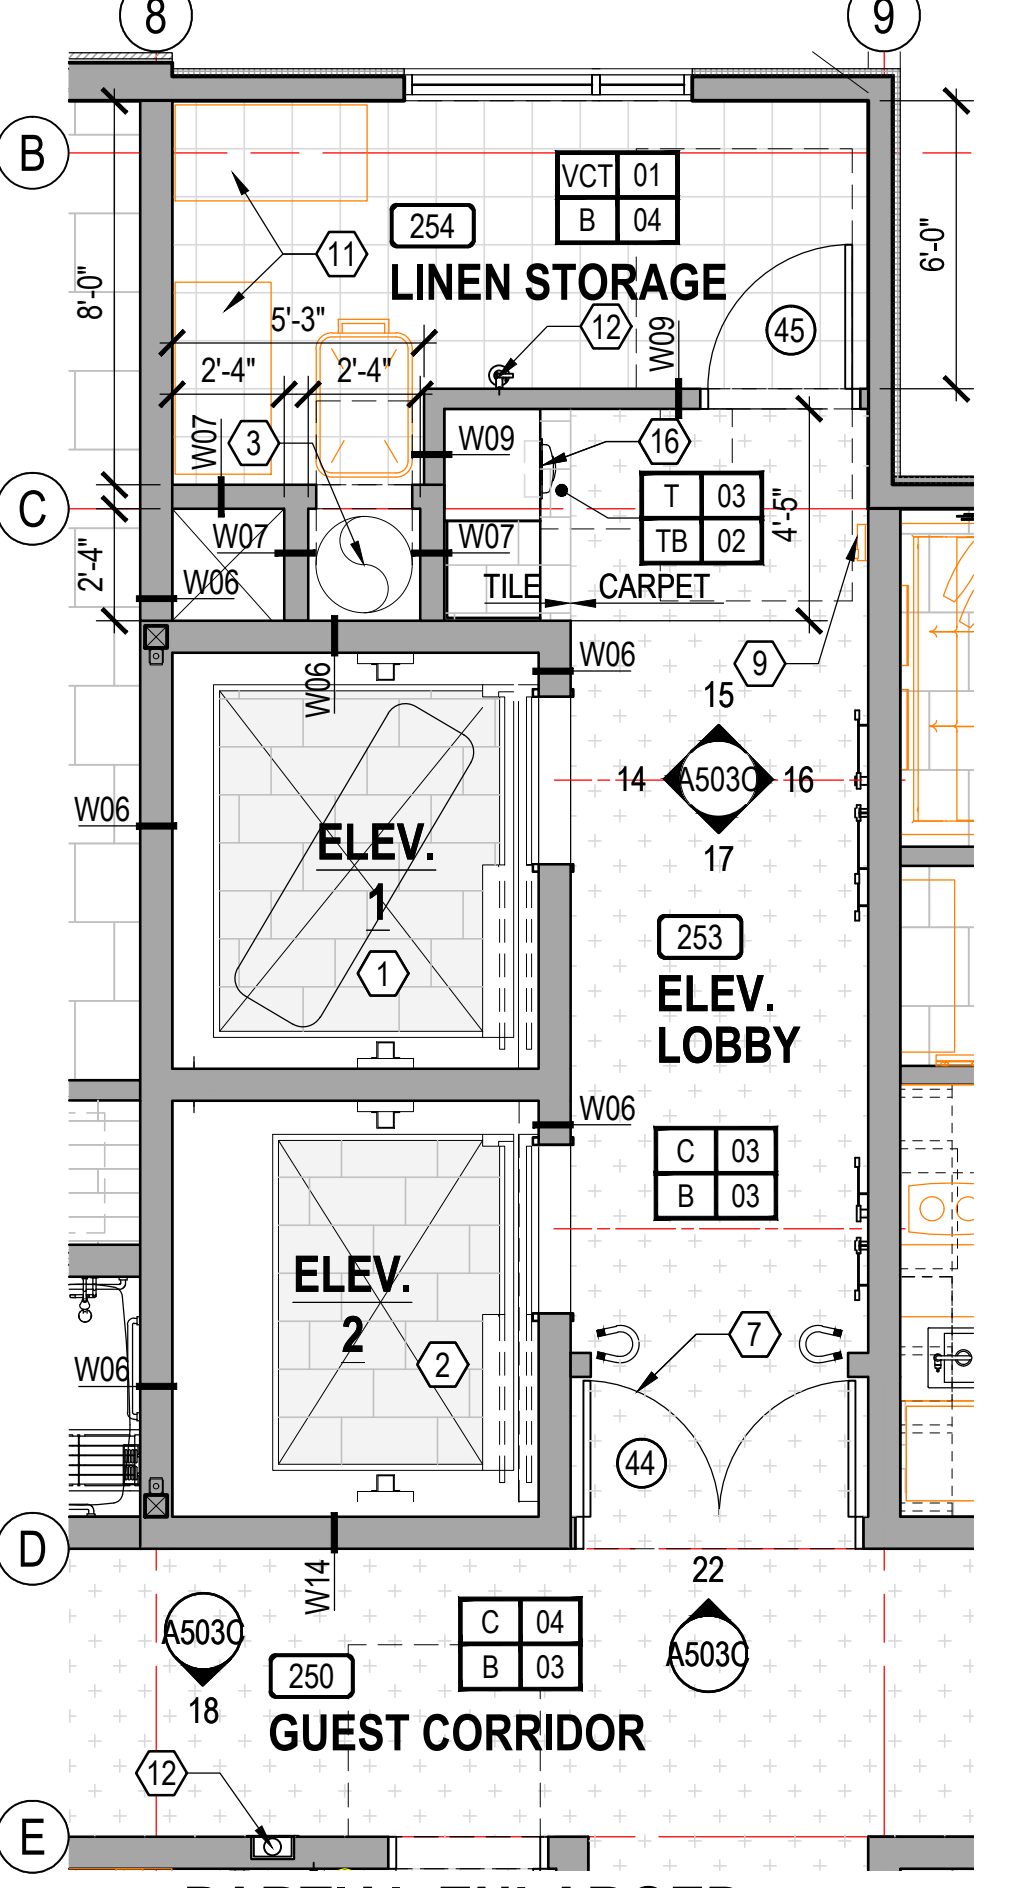 8
9
B
VCT 01
B 04
254
LINEN STORAGE
11
8'-0"
6'-0"
5'-3"
12
W09
45
2'-4"
2'-4"
W07
3
W09
16
C
T 03
TB 02
4'-5"
W07
W07
2'-4"
W06
TILE
CARPET
W06
W06
9
15
14
A503C
16
17
W06
ELEV.
1
1
253
ELEV.
LOBBY
W06
C 03
B 03
ELEV.
2
2
7
W06
44
D
W14
22
A503C
A503C
18
C 04
B 03
250
GUEST CORRIDOR
12
E